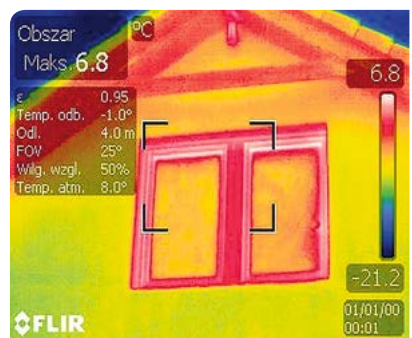 Obszar °C
Maks. 6.8
6.8
ε 0.95
Temp. odb. -1.0°
Odl. 4.0 m
FOV 25°
Wilg. wzgl. 50%
Temp. atm. 8.0°
-21.2
01/01/00
00:01
FLIR